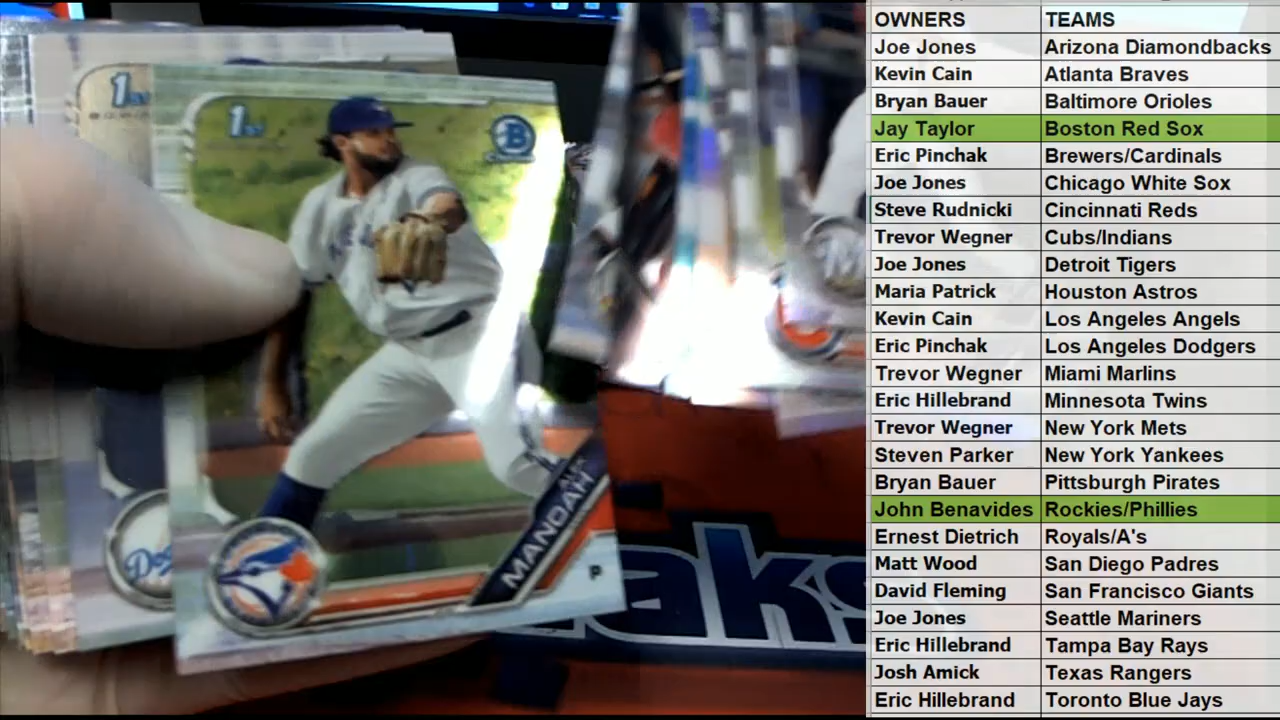 1st
1st
B
ALEK
MANOAH
P
aks
OWNERS TEAMS
Joe Jones Arizona Diamondbacks
Kevin Cain Atlanta Braves
Bryan Bauer Baltimore Orioles
Jay Taylor Boston Red Sox
Eric Pinchak Brewers/Cardinals
Joe Jones Chicago White Sox
Steve Rudnicki Cincinnati Reds
Trevor Wegner Cubs/Indians
Joe Jones Detroit Tigers
Maria Patrick Houston Astros
Kevin Cain Los Angeles Angels
Eric Pinchak Los Angeles Dodgers
Trevor Wegner Miami Marlins
Eric Hillebrand Minnesota Twins
Trevor Wegner New York Mets
Steven Parker New York Yankees
Bryan Bauer Pittsburgh Pirates
John Benavides Rockies/Phillies
Ernest Dietrich Royals/A's
Matt Wood San Diego Padres
David Fleming San Francisco Giants
Joe Jones Seattle Mariners
Eric Hillebrand Tampa Bay Rays
Josh Amick Texas Rangers
Eric Hillebrand Toronto Blue Jays